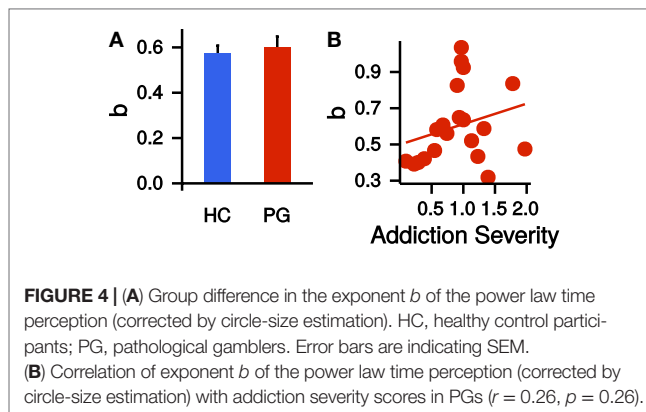 A
B
0.6
0.4
0.2
0.0
b
HC
PG
0.9
0.7
0.5
0.3
b
0.5 1.0 1.5 2.0
Addiction Severity
FIGURE 4 | (A) Group difference in the exponent b of the power law time
perception (corrected by circle-size estimation). HC, healthy control partici-
pants; PG, pathological gamblers. Error bars are indicating SEM.
(B) Correlation of exponent b of the power law time perception (corrected by
circle-size estimation) with addiction severity scores in PGs (r = 0.26, p = 0.26).